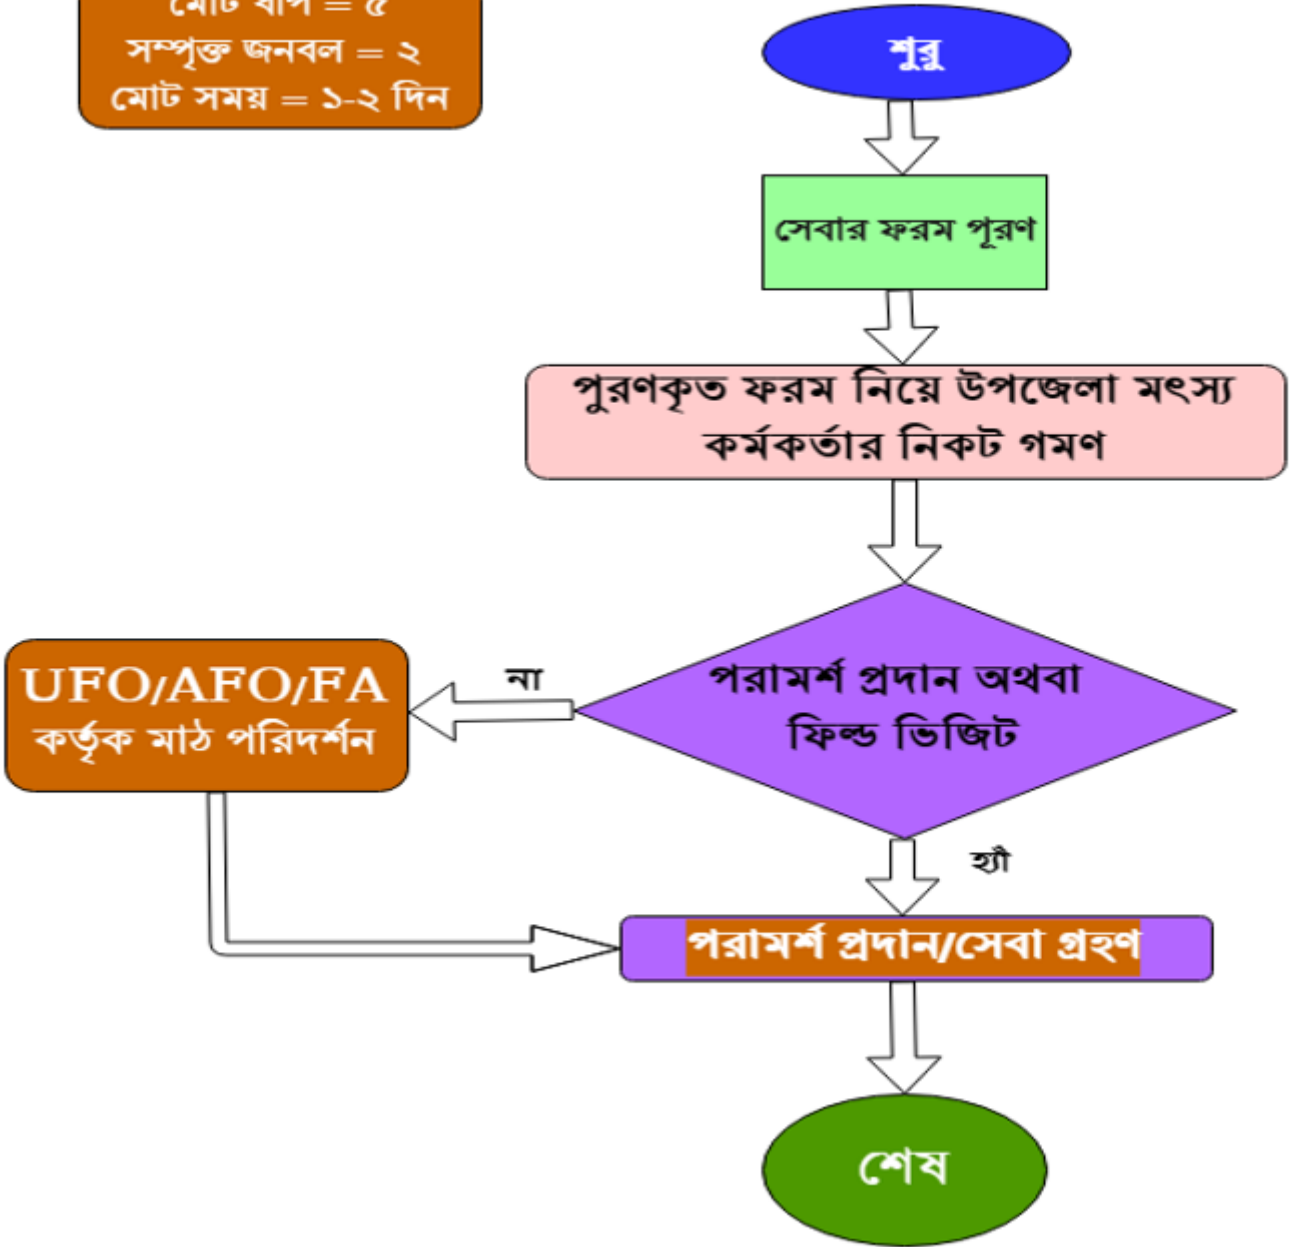 মোট ধাপ = ৫
সম্পৃক্ত জনবল = ২
মোট সময় = ১-২ দিন
শুরু
সেবার ফরম পূরণ
পুরণকৃত ফরম নিয়ে উপজেলা মৎস্য
কর্মকর্তার নিকট গমণ
পরামর্শ প্রদান অথবা
ফিল্ড ভিজিট
না
UFO/AFO/FA
কর্তৃক মাঠ পরিদর্শন
হ্যাঁ
পরামর্শ প্রদান/সেবা গ্রহণ
শেষ